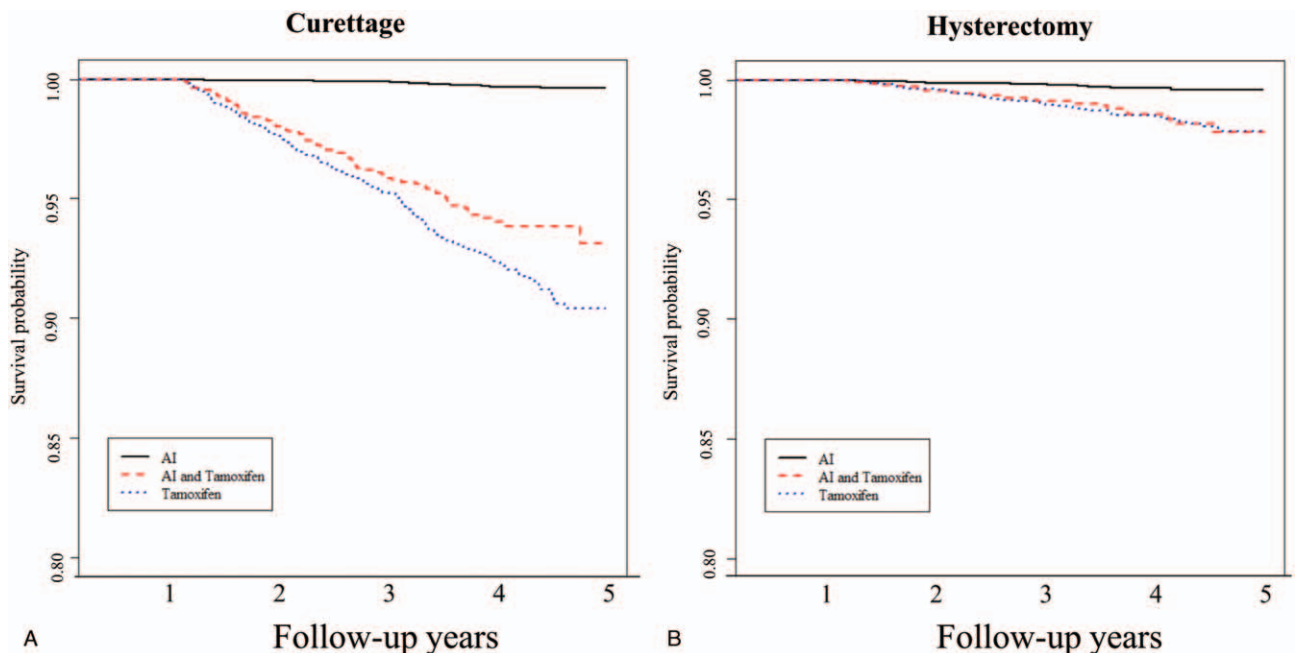 Curettage
Survival probability
1.00
0.95
0.90
0.85
0.80
AI
AI and Tamoxifen
Tamoxifen
1 2 3 4 5
A
Follow-up years
Hysterectomy
Survival probability
1.00
0.95
0.90
0.85
0.80
AI
AI and Tamoxifen
Tamoxifen
1 2 3 4 5
B
Follow-up years